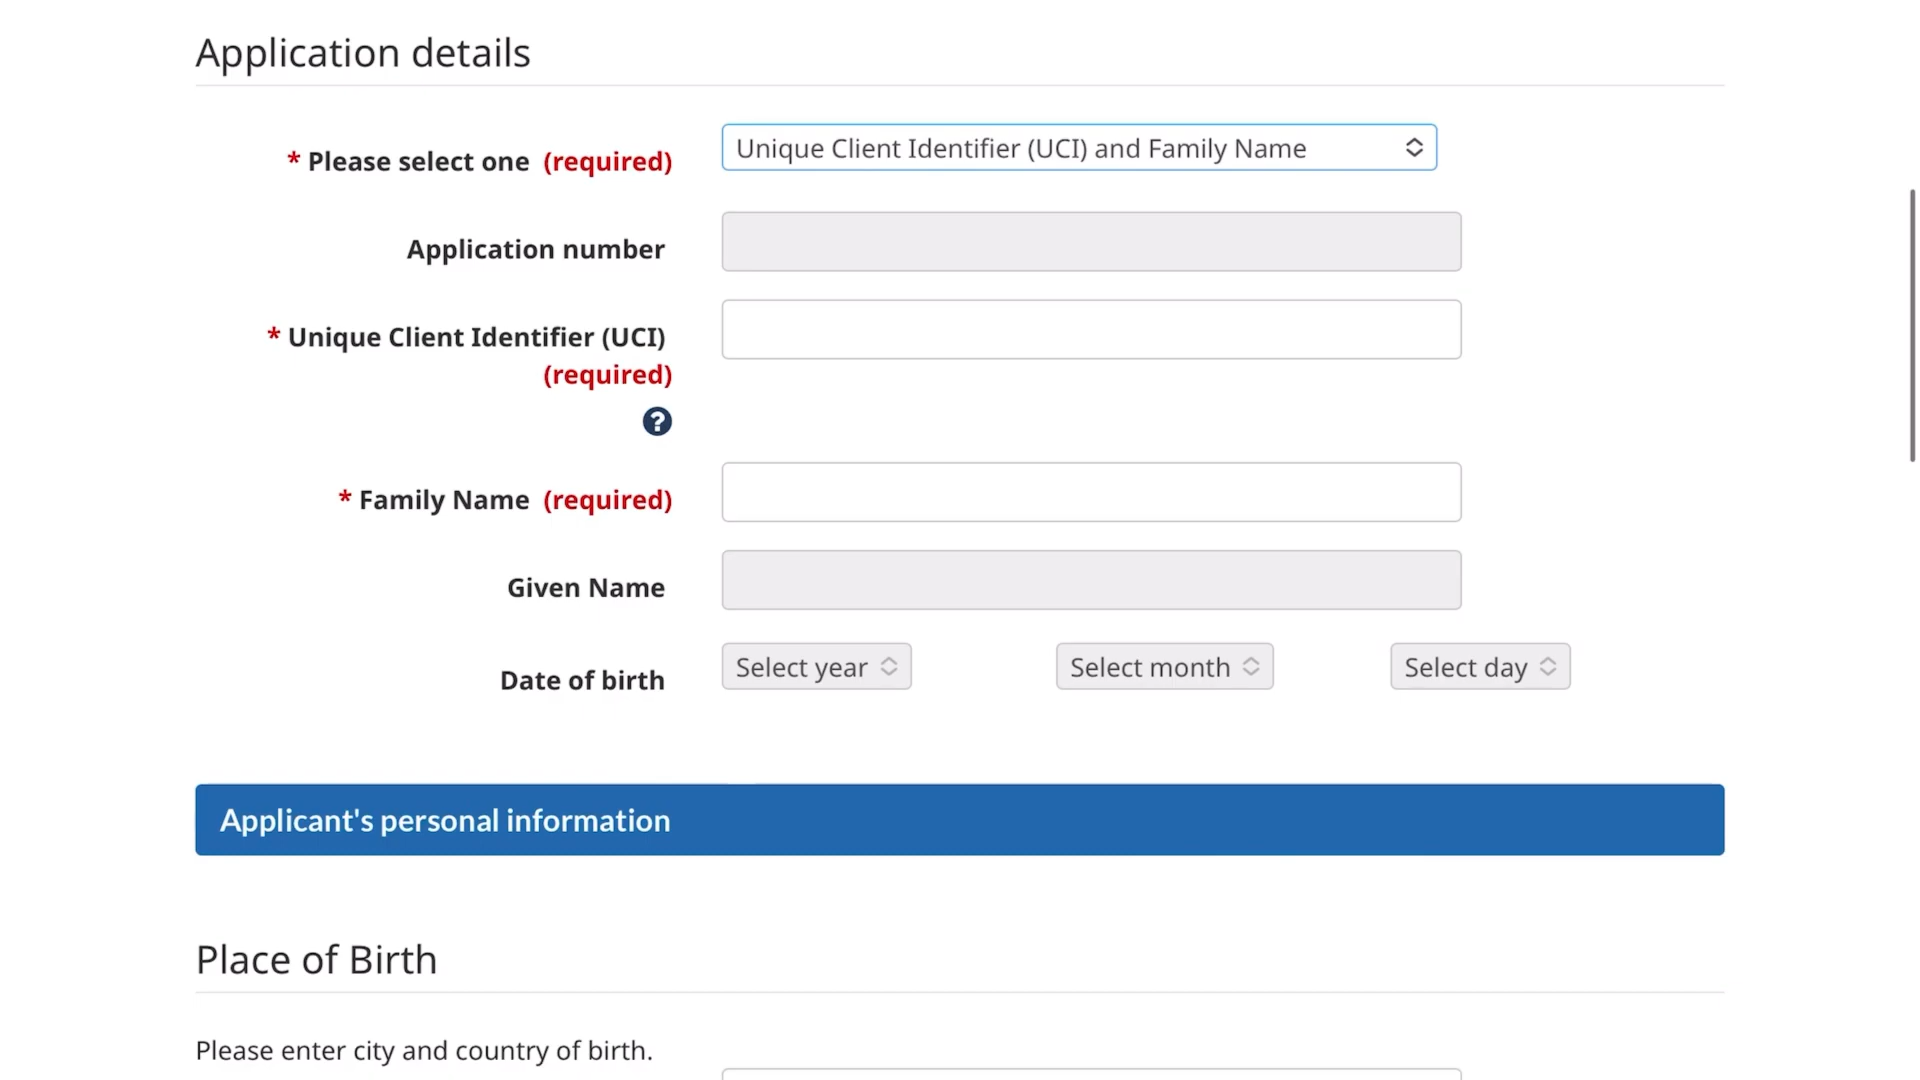 Application details
* Please select one (required)
Unique Client Identifier (UCI) and Family Name
Application number
* Unique Client Identifier (UCI)
(required)
?
* Family Name (required)
Given Name
Date of birth
Select year
Select month
Select day
Applicant's personal information
Place of Birth
Please enter city and country of birth.